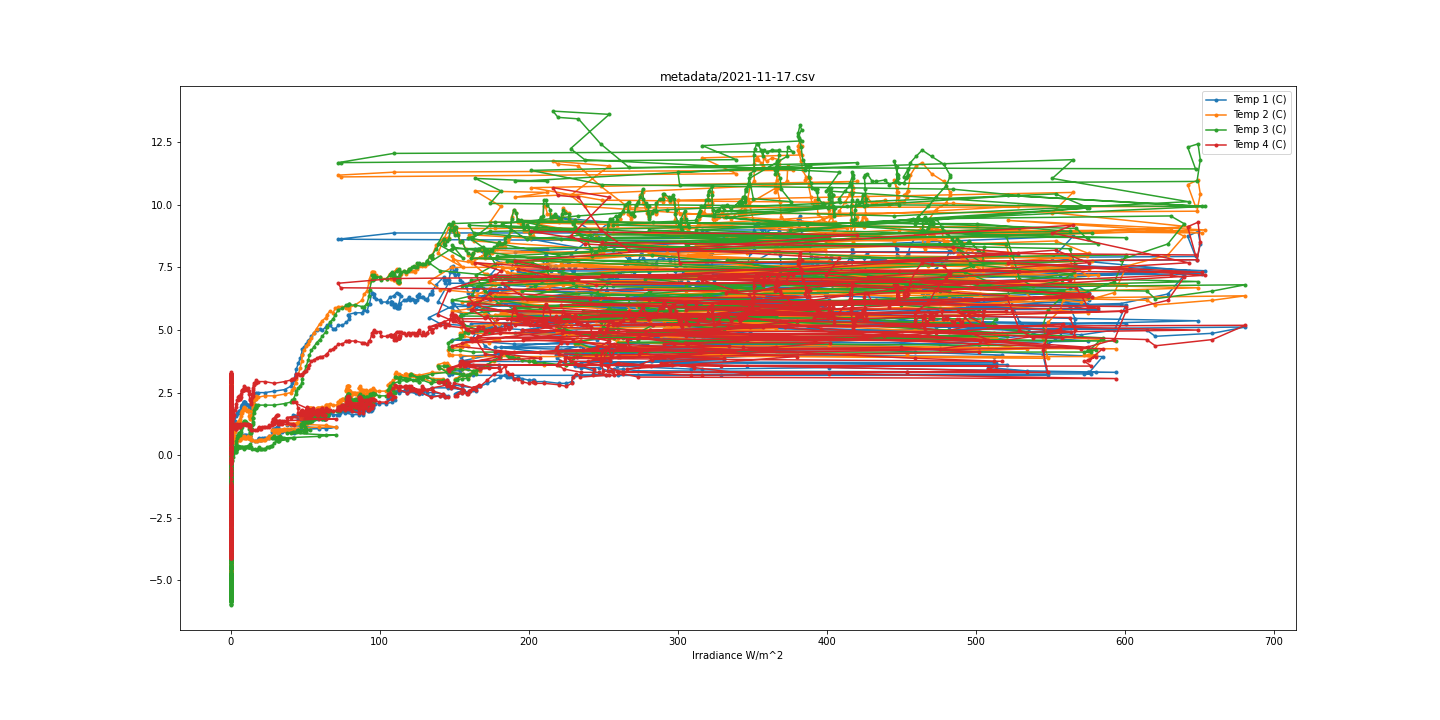 metadata/2021-11-17.csv
Temp 1 (C)
Temp 2 (C)
Temp 3 (C)
Temp 4 (C)
12.5
10.0
7.5
5.0
2.5
0.0
−2.5
−5.0
0 100 200 300 400 500 600 700
Irradiance W/m^2